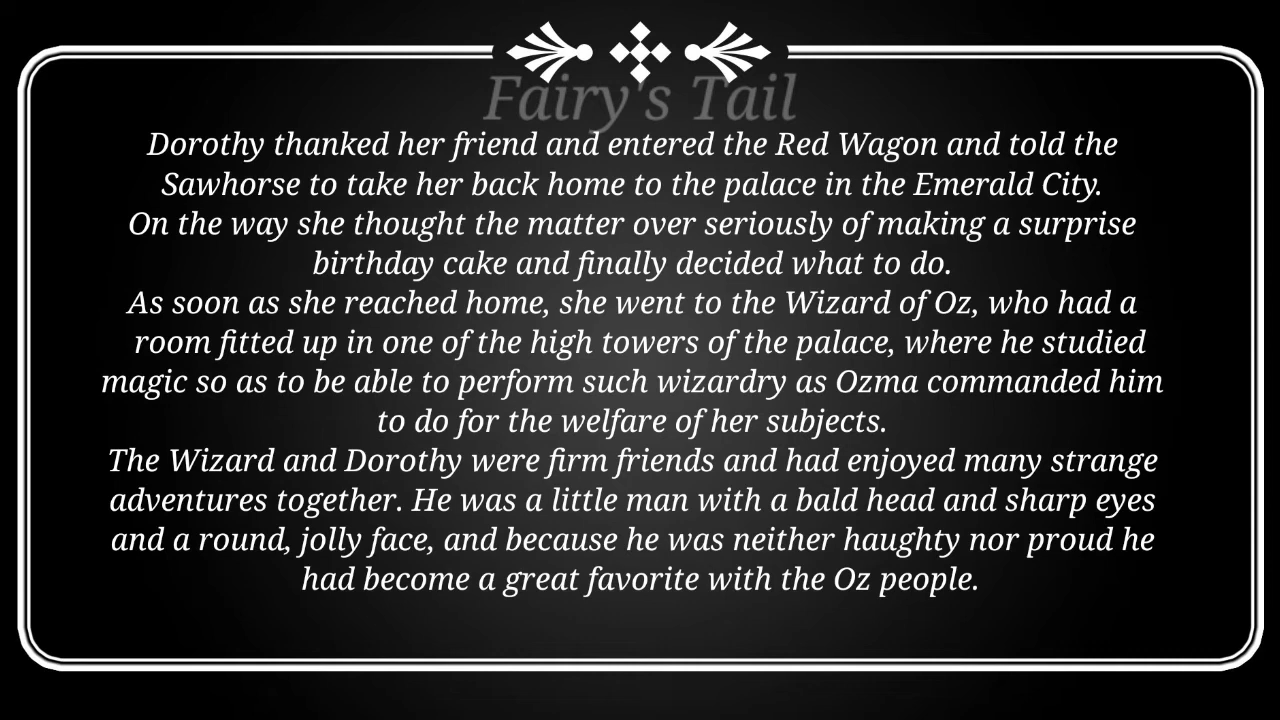 Fairy's Tail
Dorothy thanked her friend and entered the Red Wagon and told the
Sawhorse to take her back home to the palace in the Emerald City.
On the way she thought the matter over seriously of making a surprise
birthday cake and finally decided what to do.
As soon as she reached home, she went to the Wizard of Oz, who had a
room fitted up in one of the high towers of the palace, where he studied
magic so as to be able to perform such wizardry as Ozma commanded him
to do for the welfare of her subjects.
The Wizard and Dorothy were firm friends and had enjoyed many strange
adventures together. He was a little man with a bald head and sharp eyes
and a round, jolly face, and because he was neither haughty nor proud he
had become a great favorite with the Oz people.